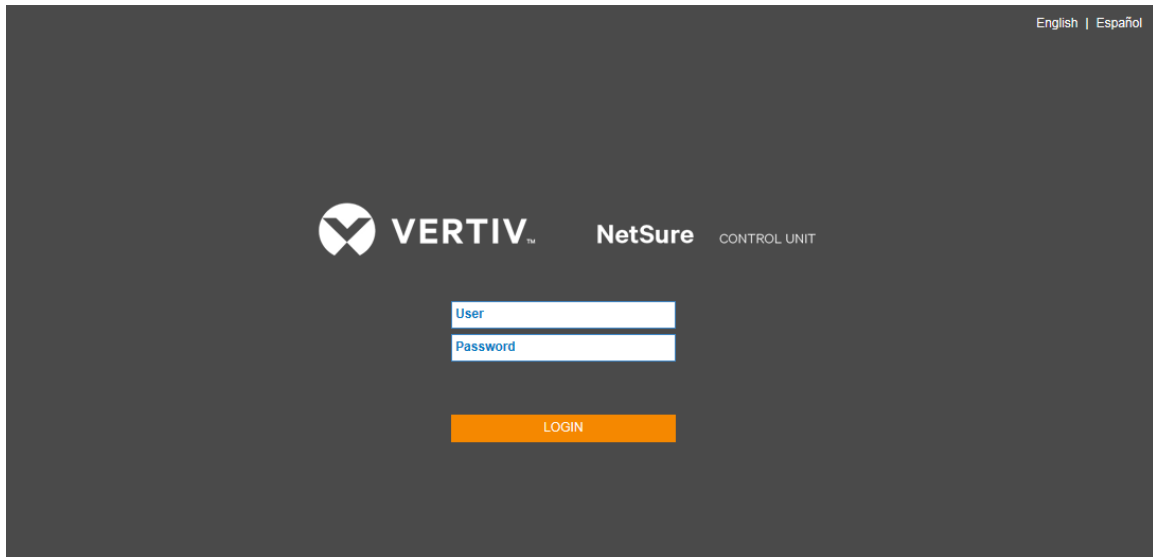 English | Español
VERTIV™ NetSure CONTROL UNIT
User
Password
LOGIN